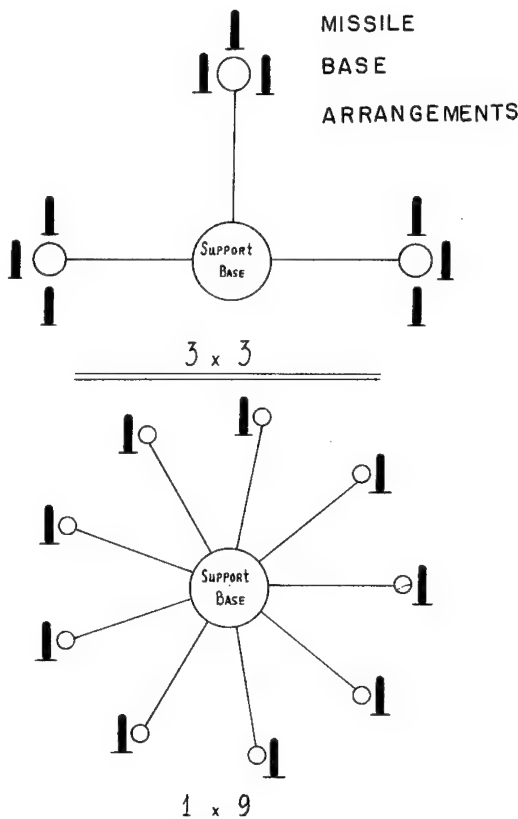 MISSILE
BASE
ARRANGEMENTS
SUPPORT
BASE
3 x 3
SUPPORT
BASE
1 x 9